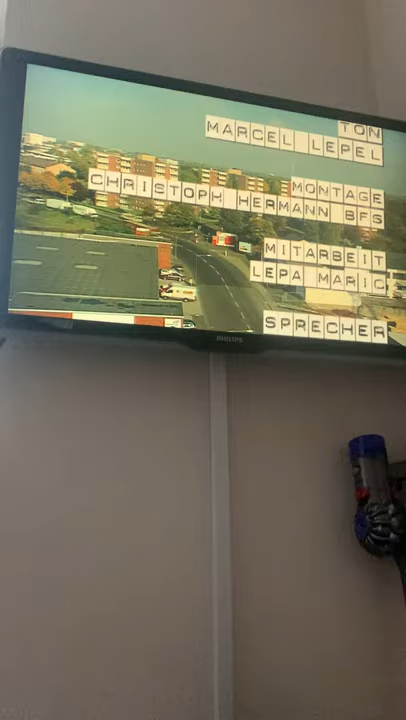 TON
MARCEL LEPEL
MONTAGE
CHRISTOPH HERMANN BFS
MITARBEIT
LEPA MARIC
SPRECHER
PHILIPS